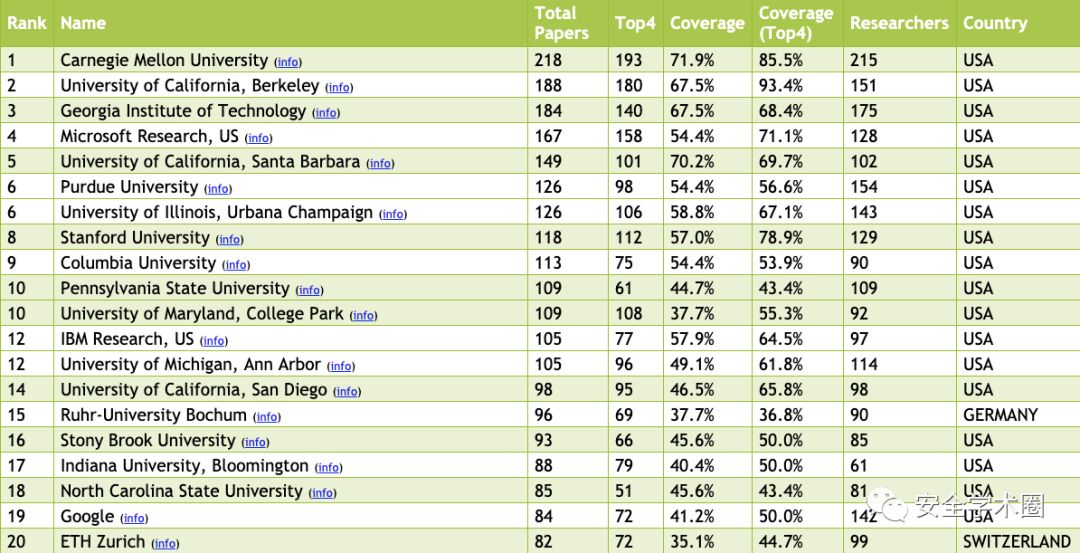 Rank Name Total Papers Top4 Coverage Coverage (Top4) Researchers Country
1 Carnegie Mellon University (info) 218 193 71.9% 85.5% 215 USA
2 University of California, Berkeley (info) 188 180 67.5% 93.4% 151 USA
3 Georgia Institute of Technology (info) 184 140 67.5% 68.4% 175 USA
4 Microsoft Research, US (info) 167 158 54.4% 71.1% 128 USA
5 University of California, Santa Barbara (info) 149 101 70.2% 69.7% 102 USA
6 Purdue University (info) 126 98 54.4% 56.6% 154 USA
6 University of Illinois, Urbana Champaign (info) 126 106 58.8% 67.1% 143 USA
8 Stanford University (info) 118 112 57.0% 78.9% 129 USA
9 Columbia University (info) 113 75 54.4% 53.9% 90 USA
10 Pennsylvania State University (info) 109 61 44.7% 43.4% 109 USA
10 University of Maryland, College Park (info) 109 108 37.7% 55.3% 92 USA
12 IBM Research, US (info) 105 77 57.9% 64.5% 97 USA
12 University of Michigan, Ann Arbor (info) 105 96 49.1% 61.8% 114 USA
14 University of California, San Diego (info) 98 95 46.5% 65.8% 98 USA
15 Ruhr-University Bochum (info) 96 69 37.7% 36.8% 90 GERMANY
16 Stony Brook University (info) 93 66 45.6% 50.0% 85 USA
17 Indiana University, Bloomington (info) 88 79 40.4% 50.0% 61 USA
18 North Carolina State University (info) 85 51 45.6% 43.4% 81 USA
19 Google (info) 84 72 41.2% 50.0% 142 USA
20 ETH Zurich (info) 82 72 35.1% 44.7% 99 SWITZERLAND
安全学术圈